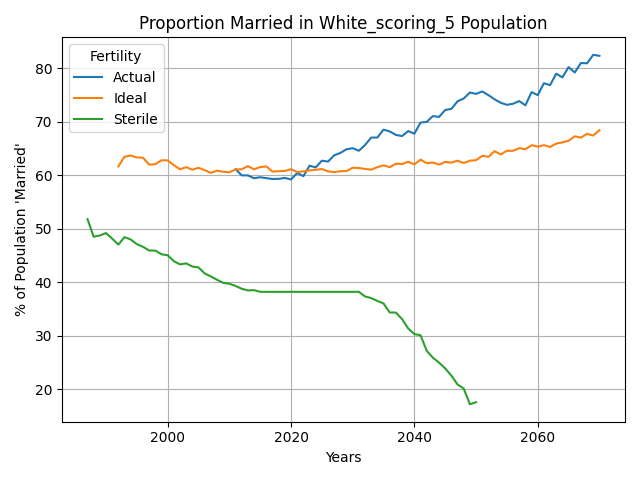 Proportion Married in White_scoring_5 Population
Fertility
Actual
Ideal
Sterile
% of Population 'Married'
80
70
60
50
40
30
20
2000 2020 2040 2060
Years